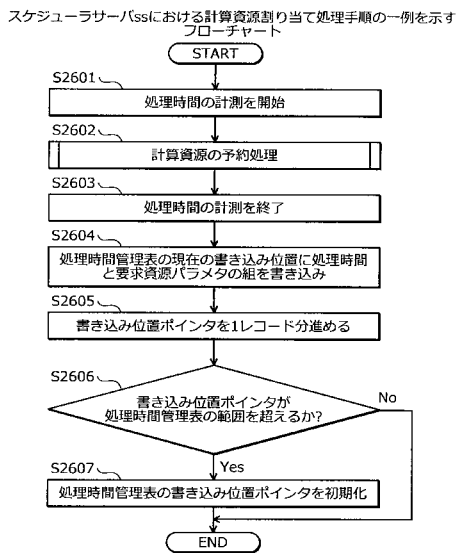 スケジューラサーバssにおける計算資源割り当て処理手順の一例を示す
フローチャート
START
S2601
処理時間の計測を開始
S2602
計算資源の予約処理
S2603
処理時間の計測を終了
S2604
処理時間管理表の現在の書き込み位置に処理時間
と要求資源パラメタの組を書き込み
S2605
書き込み位置ポインタを1レコード分進める
S2606
書き込み位置ポインタが
処理時間管理表の範囲を超えるか?
No
Yes
S2607
処理時間管理表の書き込み位置ポインタを初期化
END